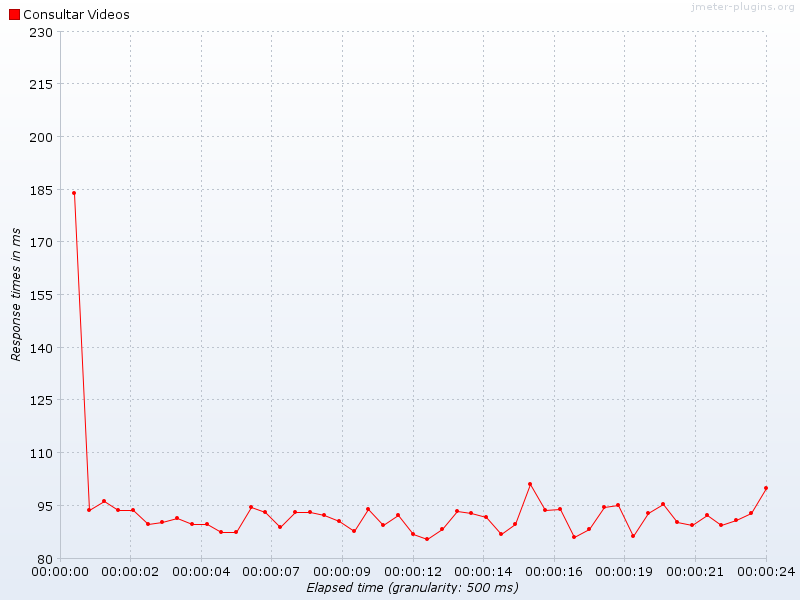 jmeter-plugins.org
Consultar Videos
230
215
200
185
170
155
140
125
110
95
80
Response times in ms
00:00:00 00:00:02 00:00:04 00:00:07 00:00:09 00:00:12 00:00:14 00:00:16 00:00:19 00:00:21 00:00:24
Elapsed time (granularity: 500 ms)